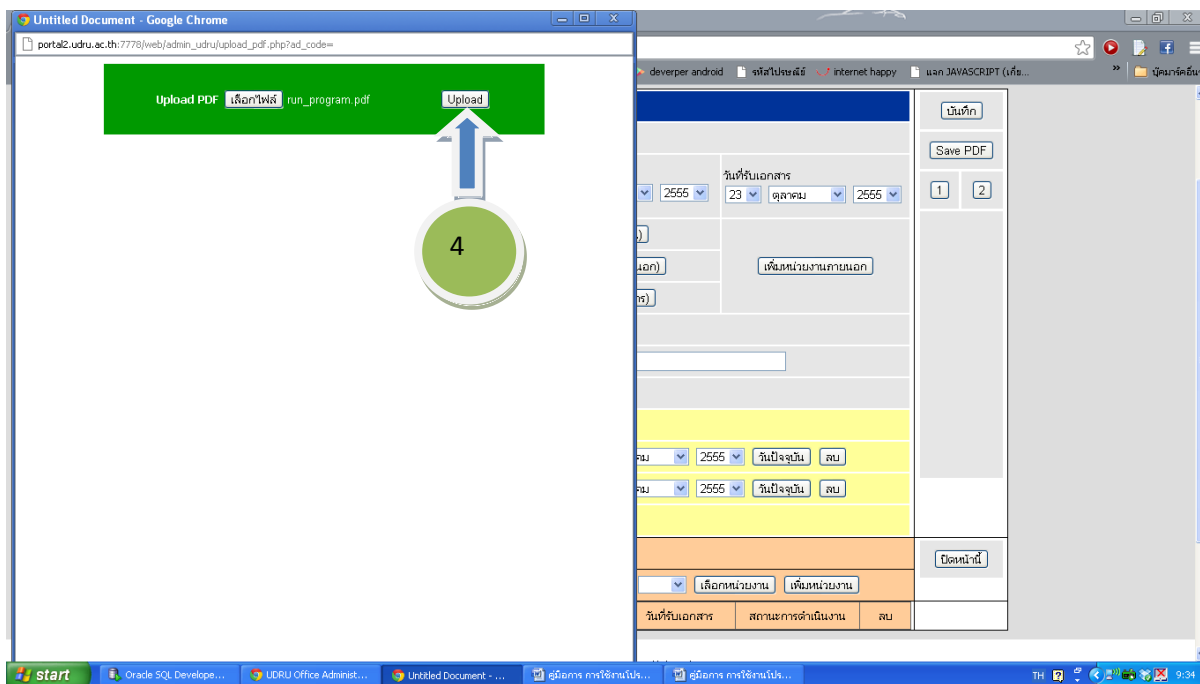 Untitled Document - Google Chrome
portal2.udru.ac.th:7778/web/admin_udru/upload_pdf.php?ad_code=
Upload PDF เลือกไฟล์ run_program.pdf Upload
4
deverper android รหัสไปรษณีย์ internet happy แจก JAVASCRIPT (เกี่ย... » บุ๊คมาร์คอื่นๆ
บันทึก
Save PDF
วันที่รับเอกสาร
2555 23 ตุลาคม 2555 1 2
นอก) เพิ่มหน่วยงานภายนอก
2555 วันปัจจุบัน ลบ
2555 วันปัจจุบัน ลบ
ปิดหน้านี้
เลือกหน่วยงาน เพิ่มหน่วยงาน
วันที่รับเอกสาร สถานะการดำเนินงาน ลบ
start Oracle SQL Develope... UDRU Office Administ... Untitled Document - ... คู่มือการ การใช้งานโปร... คู่มือการ การใช้งานโปร... TH 9:34